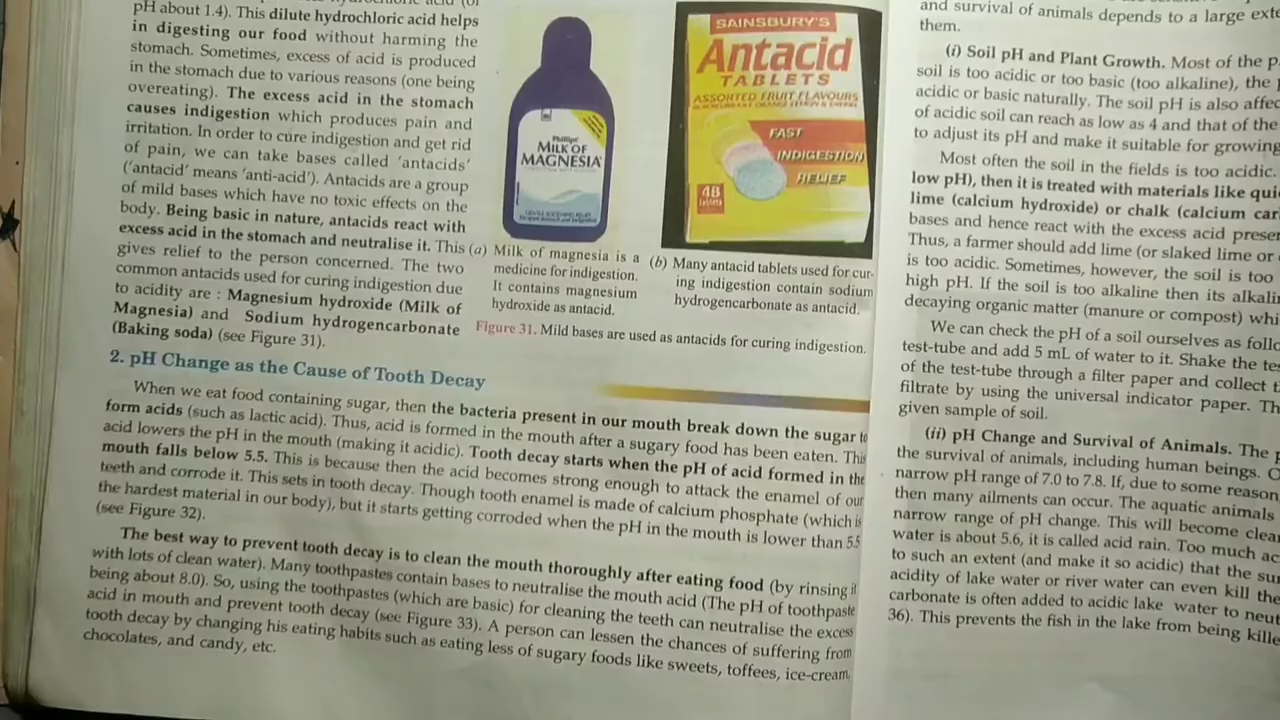 pH about 1.4). This dilute hydrochloric acid helps
in digesting our food without harming the
stomach. Sometimes, excess of acid is produced
in the stomach due to various reasons (one being
overeating). The excess acid in the stomach
causes indigestion which produces pain and
irritation. In order to cure indigestion and get rid
of pain, we can take bases called 'antacids'
('antacid' means 'anti-acid'). Antacids are a group
of mild bases which have no toxic effects on the
body. Being basic in nature, antacids react with
excess acid in the stomach and neutralise it. This
gives relief to the person concerned. The two
common antacids used for curing indigestion due
to acidity are : Magnesium hydroxide (Milk of
Magnesia) and Sodium hydrogencarbonate
(Baking soda) (see Figure 31).
Phillips'
MILK OF
MAGNESIA
SAINSBURY'S
Antacid
TABLETS
ASSORTED FRUIT FLAVOURS
FAST
INDIGESTION
RELIEF
48
Tablets
(a) Milk of magnesia is a
medicine for indigestion.
It contains magnesium
hydroxide as antacid.
(b) Many antacid tablets used for cur-
ing indigestion contain sodium
hydrogencarbonate as antacid.
Figure 31. Mild bases are used as antacids for curing indigestion.
2. pH Change as the Cause of Tooth Decay
When we eat food containing sugar, then the bacteria present in our mouth break down the sugar to
form acids (such as lactic acid). Thus, acid is formed in the mouth after a sugary food has been eaten. This
acid lowers the pH in the mouth (making it acidic). Tooth decay starts when the pH of acid formed in the
mouth falls below 5.5. This is because then the acid becomes strong enough to attack the enamel of our
teeth and corrode it. This sets in tooth decay. Though tooth enamel is made of calcium phosphate (which is
the hardest material in our body), but it starts getting corroded when the pH in the mouth is lower than 5.5
(see Figure 32).
The best way to prevent tooth decay is to clean the mouth thoroughly after eating food (by rinsing it
with lots of clean water). Many toothpastes contain bases to neutralise the mouth acid (The pH of toothpaste
being about 8.0). So, using the toothpastes (which are basic) for cleaning the teeth can neutralise the excess
acid in mouth and prevent tooth decay (see Figure 33). A person can lessen the chances of suffering from
tooth decay by changing his eating habits such as eating less of sugary foods like sweets, toffees, ice-cream,
chocolates, and candy, etc.
and survival of animals depends to a large
them.
(i) Soil pH and Plant Growth. Most of the
soil is too acidic or too basic (too alkaline), the
acidic or basic naturally. The soil pH is also
of acidic soil can reach as low as 4 and that of the
to adjust its pH and make it suitable for growing
Most often the soil in the fields is too acidic.
low pH), then it is treated with materials like
lime (calcium hydroxide) or chalk (calcium
bases and hence react with the excess acid
Thus, a farmer should add lime (or slaked lime or
is too acidic. Sometimes, however, the soil is too
high pH. If the soil is too alkaline then its
decaying organic matter (manure or compost)
We can check the pH of a soil ourselves as
test-tube and add 5 mL of water to it. Shake the
of the test-tube through a filter paper and collect
filtrate by using the universal indicator paper.
given sample of soil.
(ii) pH Change and Survival of Animals. The
the survival of animals, including human beings.
narrow pH range of 7.0 to 7.8. If, due to some reason
then many ailments can occur. The aquatic animals
narrow range of pH change. This will become
water is about 5.6, it is called acid rain. Too much
to such an extent (and make it so acidic) that the
acidity of lake water or river water can even kill the
carbonate is often added to acidic lake water to
36). This prevents the fish in the lake from being